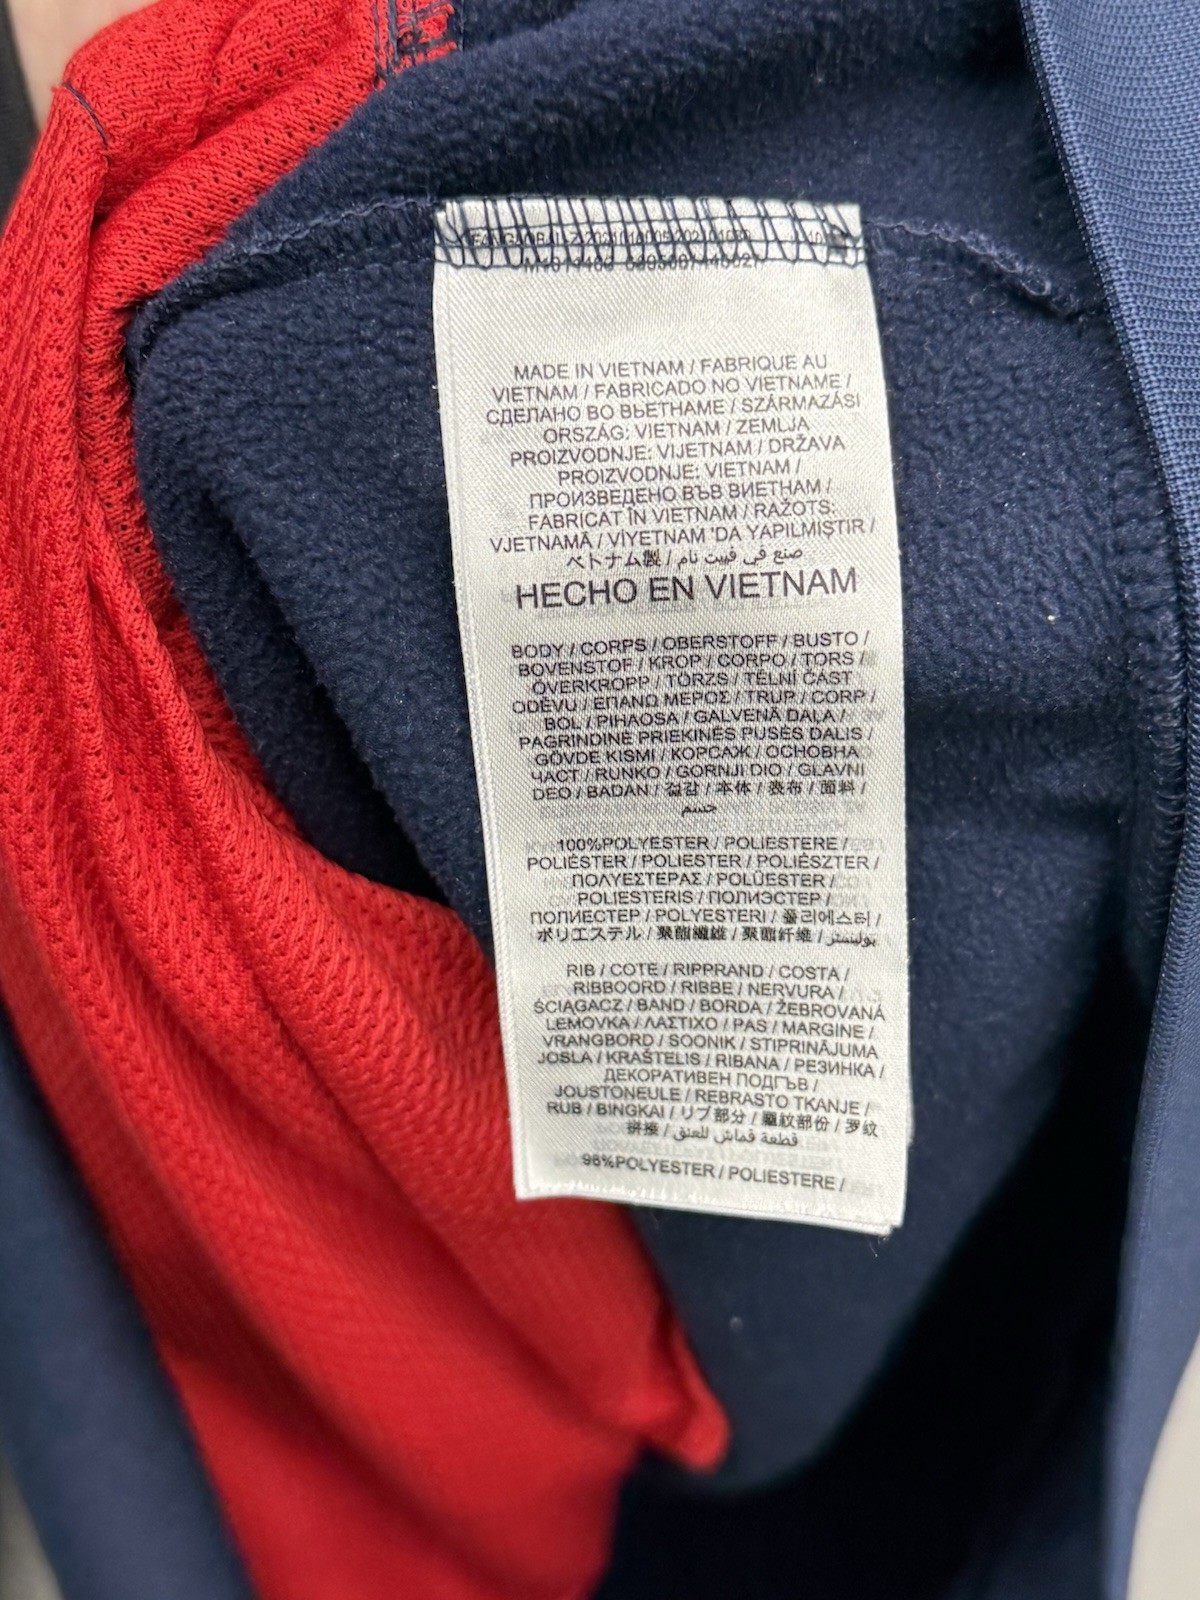 MADE IN VIETNAM / FABRIQUE AU
VIETNAM / FABRICADO NO VIETNAME /
СДЕЛАНО ВО ВЬЕТНАМЕ / SZÁRMAZÁSI
ORSZÁG: VIETNAM / ZEMLJA
PROIZVODNJE: VIJETNAM / DRŽAVA
PROIZVODNJE: VIETNAM /
ПРОИЗВЕДЕНО ВЪВ ВИЕТНАМ /
FABRICAT ÎN VIETNAM / RAŽOTS:
VJETNAMĀ / VİYETNAM 'DA YAPILMIŞTIR /
ベトナム製 / صنع في فييت نام
HECHO EN VIETNAM
BODY / CORPS / OBERSTOFF / BUSTO /
BOVENSTOF / KROP / CORPO / TORS /
ÖVERKROPP / TÖRZS / TĚLNÍ ČÁST
ODĚVU / ΕΠΑΝΩ ΜΕΡΟΣ / TRUP / CORP /
BOL / PIHAOSA / GALVENĀ DAĻA /
PAGRINDINĖ PRIEKINĖS PUSĖS DALIS /
GÖVDE KISMI / КОРСАЖ / ОСНОВНА
ЧАСТ / RUNKO / GORNJI DIO / GLAVNI
DEO / BADAN / 겉감 / 本体 / 表布 / 面料 /
جسم
100%POLYESTER / POLIESTERE /
POLIÉSTER / POLIESTER / POLIÉSZTER /
ΠΟΛΥΕΣΤΕΡΑΣ / POLÜESTER /
POLIESTERIS / ПОЛИЭСТЕР /
ПОЛИЕСТЕР / POLYESTERI / 폴리에스터 /
ポリエステル / 聚酯纖維 / 聚酯纤维 / بوليستر
RIB / COTE / RIPPRAND / COSTA /
RIBBOORD / RIBBE / NERVURA /
ŚCIĄGACZ / BAND / BORDA / ŽEBROVANÁ
LEMOVKA / ΛΑΣΤΙΧΟ / PAS / MARGINE /
VRANGBORD / SOONIK / STIPRINĀJUMA
JOSLA / KRAŠTELIS / RIBANA / РЕЗИНКА /
ДЕКОРАТИВЕН ПОДГЪВ /
JOUSTONEULE / REBRASTO TKANJE /
RUB / BINGKAI / リブ部分 / 羅紋部份 / 罗纹
拼接 / قطعة قماش للعنق
96%POLYESTER / POLIESTERE /